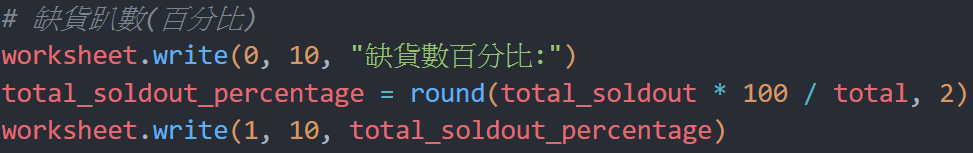 # 缺貨趴數(百分比)
worksheet.write(0, 10, "缺貨數百分比:")
total_soldout_percentage = round(total_soldout * 100 / total, 2)
worksheet.write(1, 10, total_soldout_percentage)